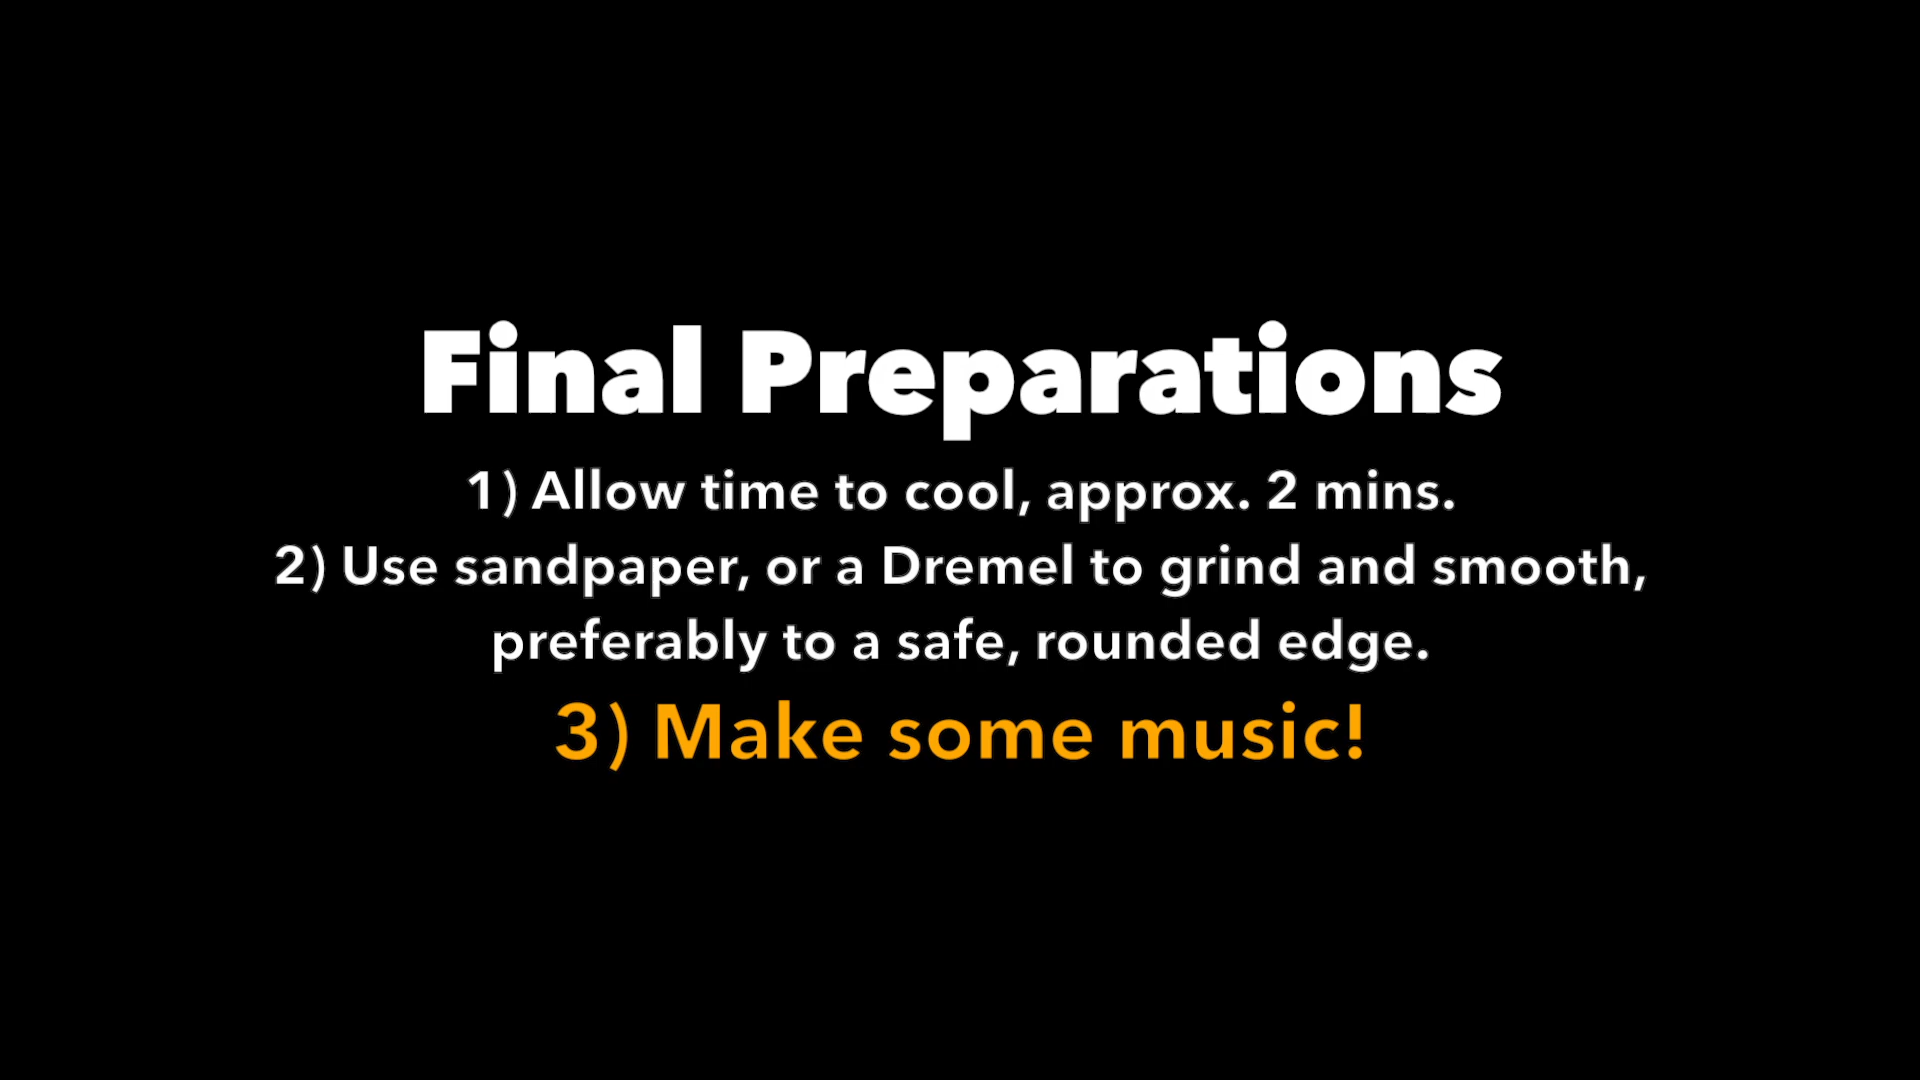 Final Preparations
1) Allow time to cool, approx. 2 mins.
2) Use sandpaper, or a Dremel to grind and smooth,
preferably to a safe, rounded edge.
3) Make some music!